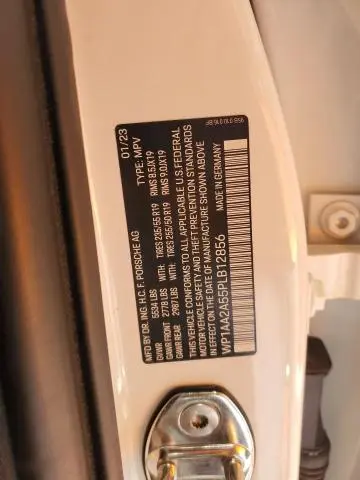 MFD BY DR. ING. H.C. F. PORSCHE AG 01/23
GVWR 5534 LBS TYPE: MPV
GAWR FRONT 2778 LBS WITH TIRES 235/55 R19 RIMS 8.5JX19
GAWR REAR 2987 LBS WITH TIRES 255/50 R19 RIMS 9.0JX19
THIS VEHICLE CONFORMS TO ALL APPLICABLE U.S. FEDERAL
MOTOR VEHICLE SAFETY AND THEFT PREVENTION STANDARDS
IN EFFECT ON THE DATE OF MANUFACTURE SHOWN ABOVE
WP1AA2A55PLB12856
MADE IN GERMANY